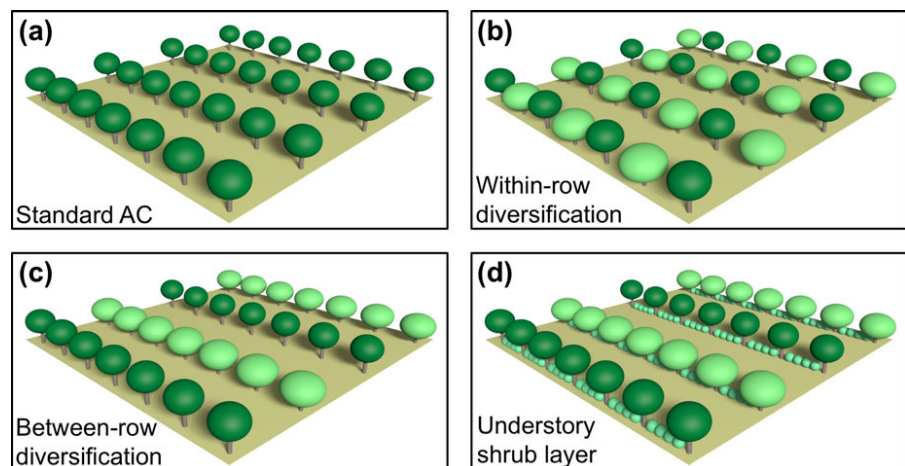 (a)
Standard AC
(b)
Within-row
diversification
(c)
Between-row
diversification
(d)
Understory
shrub layer